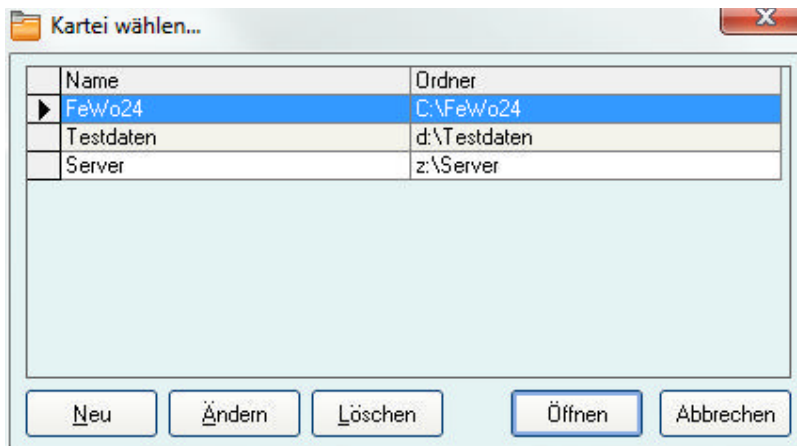 Kartei wählen...
Name Ordner
FeWo24 C:\FeWo24
Testdaten d:\Testdaten
Server z:\Server
Neu Ändern Löschen Öffnen Abbrechen